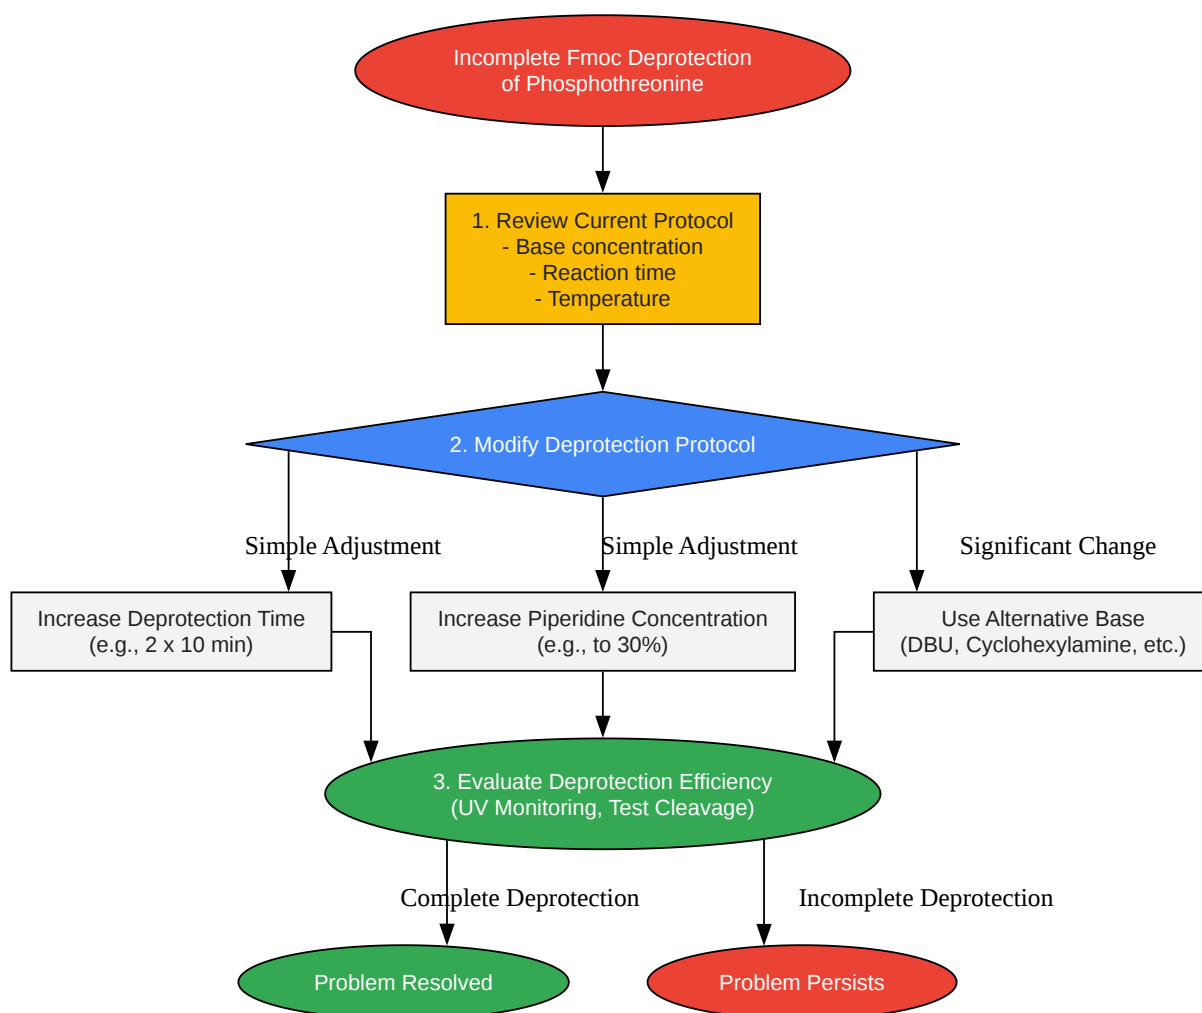 Incomplete Fmoc Deprotection
of Phosphothreonine
1. Review Current Protocol
- Base concentration
- Reaction time
- Temperature
2. Modify Deprotection Protocol
Simple Adjustment
Simple Adjustment
Significant Change
Increase Deprotection Time
(e.g., 2 x 10 min)
Increase Piperidine Concentration
(e.g., to 30%)
Use Alternative Base
(DBU, Cyclohexylamine, etc.)
3. Evaluate Deprotection Efficiency
(UV Monitoring, Test Cleavage)
Complete Deprotection
Incomplete Deprotection
Problem Resolved
Problem Persists